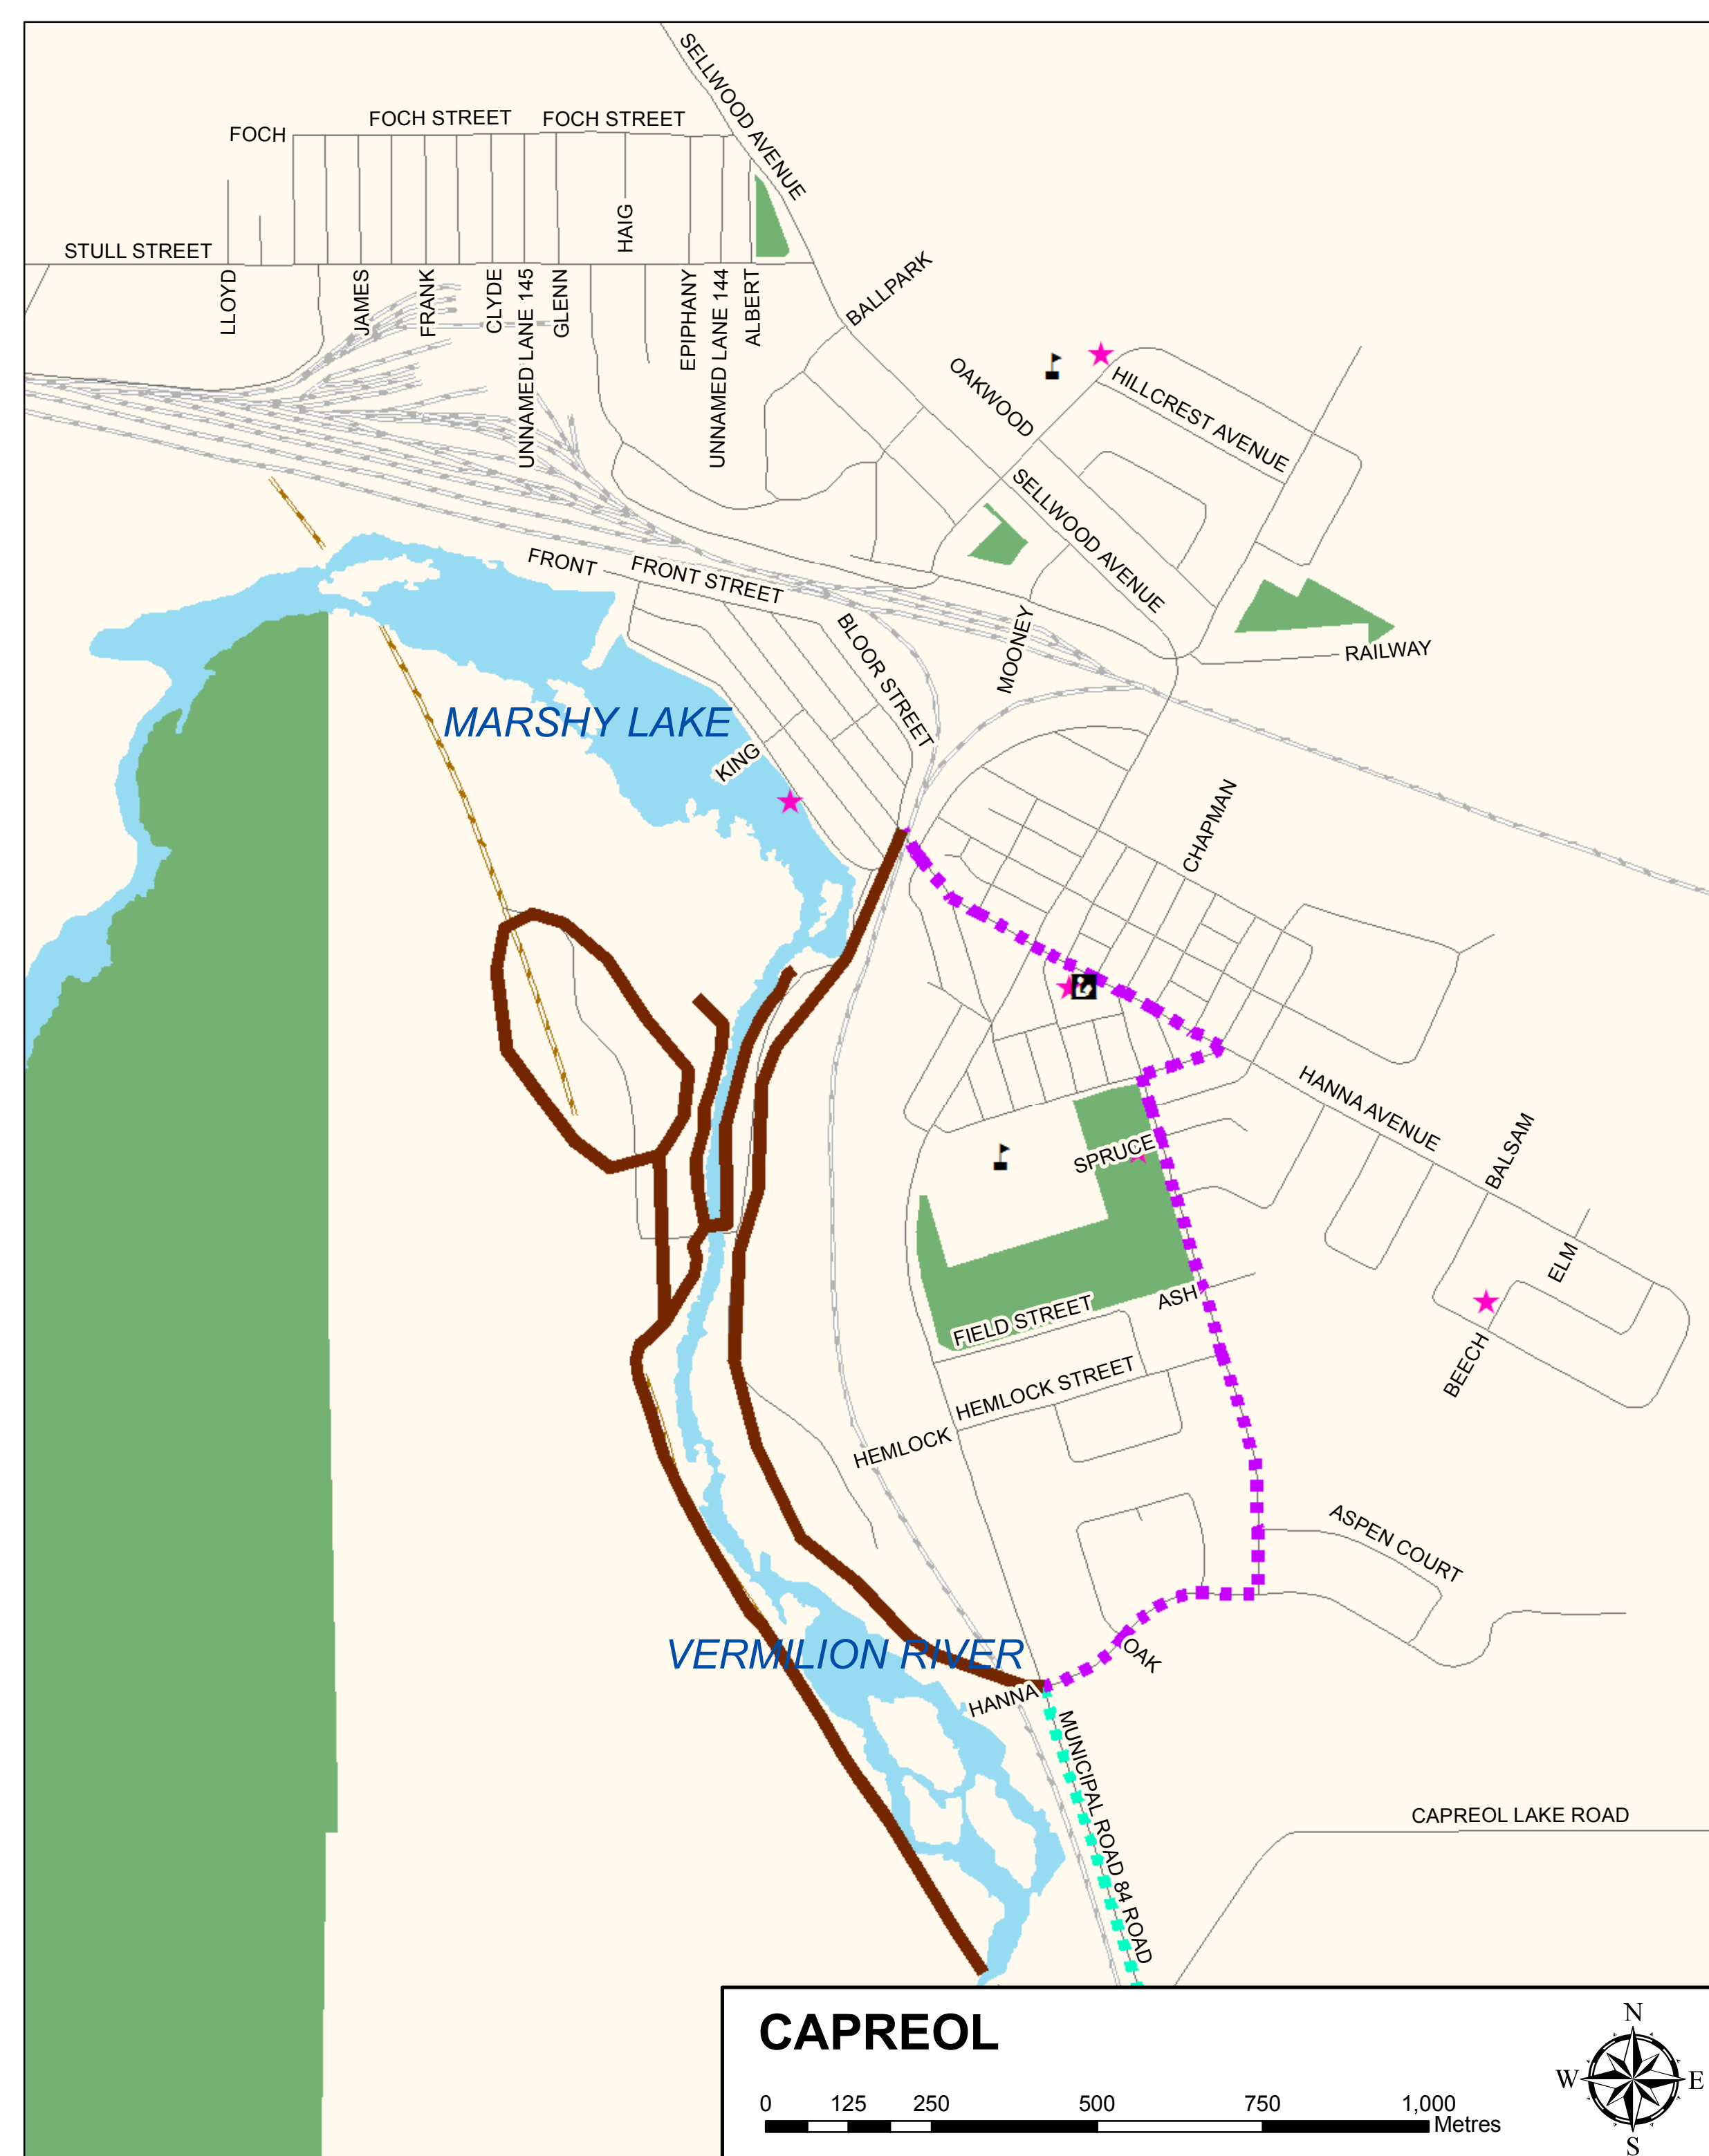 SELLWOOD AVENUE
FOCH STREET
FOCH STREET
FOCH
HAIG
STULL STREET
LLOYD
JAMES
FRANK
CLYDE
UNNAMED LANE 145
GLENN
EPIPHANY
UNNAMED LANE 144
ALBERT
BALLPARK
OAKWOOD
HILLCREST AVENUE
SELLWOOD AVENUE
FRONT
FRONT STREET
BLOOR STREET
MOONEY
RAILWAY
MARSHY LAKE
KING
CHAPMAN
HANNA AVENUE
SPRUCE
BALSAM
ELM
ASH
FIELD STREET
BEECH
HEMLOCK STREET
HEMLOCK
ASPEN COURT
VERMILION RIVER
OAK
HANNA
MUNICIPAL ROAD 84 ROAD
CAPREOL LAKE ROAD
CAPREOL
N
W E
S
0 125 250 500 750 1,000
Metres